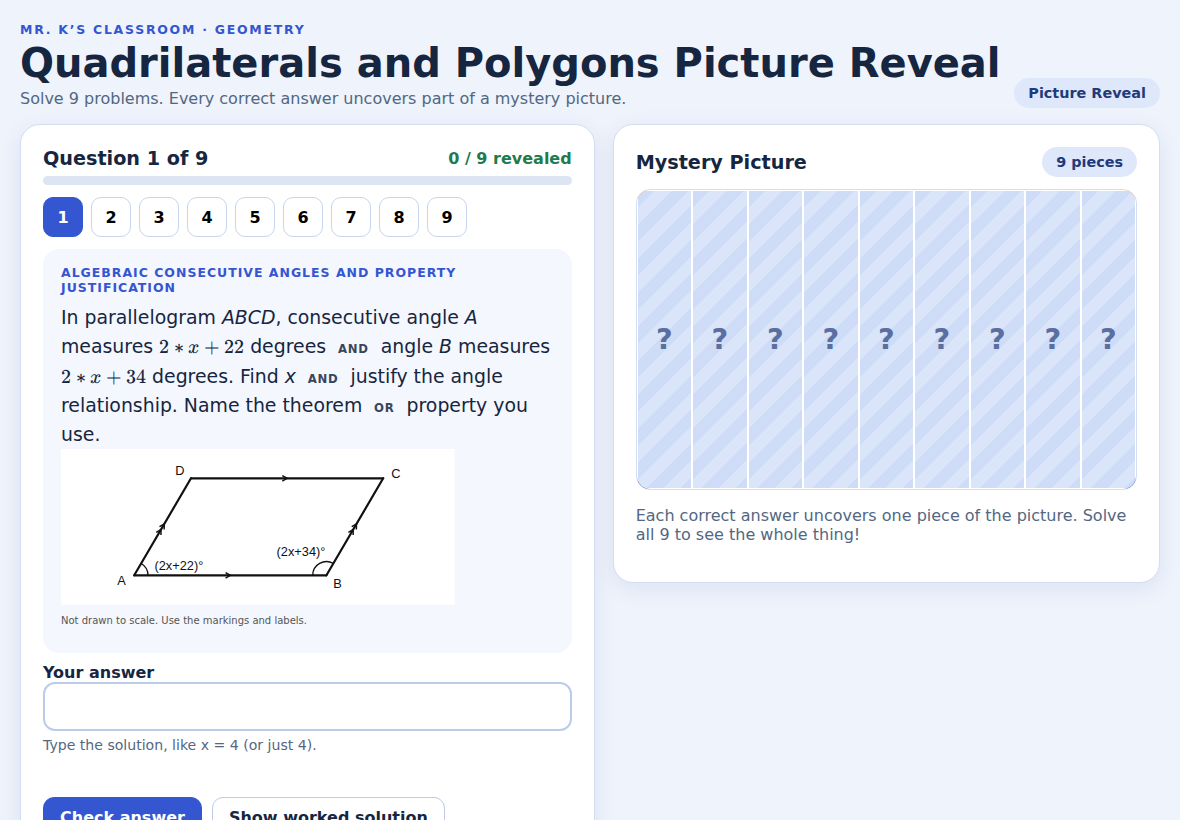 MR. K’S CLASSROOM · GEOMETRY
Quadrilaterals and Polygons Picture Reveal
Solve 9 problems. Every correct answer uncovers part of a mystery picture.
Picture Reveal
Question 1 of 9
0 / 9 revealed
1 2 3 4 5 6 7 8 9
ALGEBRAIC CONSECUTIVE ANGLES AND PROPERTY
JUSTIFICATION
In parallelogram ABCD, consecutive angle A
measures 2 ∗ x + 22 degrees AND angle B measures
2 ∗ x + 34 degrees. Find x AND justify the angle
relationship. Name the theorem OR property you
use.
D
C
(2x+34)°
(2x+22)°
A
B
Not drawn to scale. Use the markings and labels.
Your answer
Type the solution, like x = 4 (or just 4).
Check answer
Show worked solution
Mystery Picture
9 pieces
? ? ? ? ? ? ? ? ?
Each correct answer uncovers one piece of the picture. Solve
all 9 to see the whole thing!